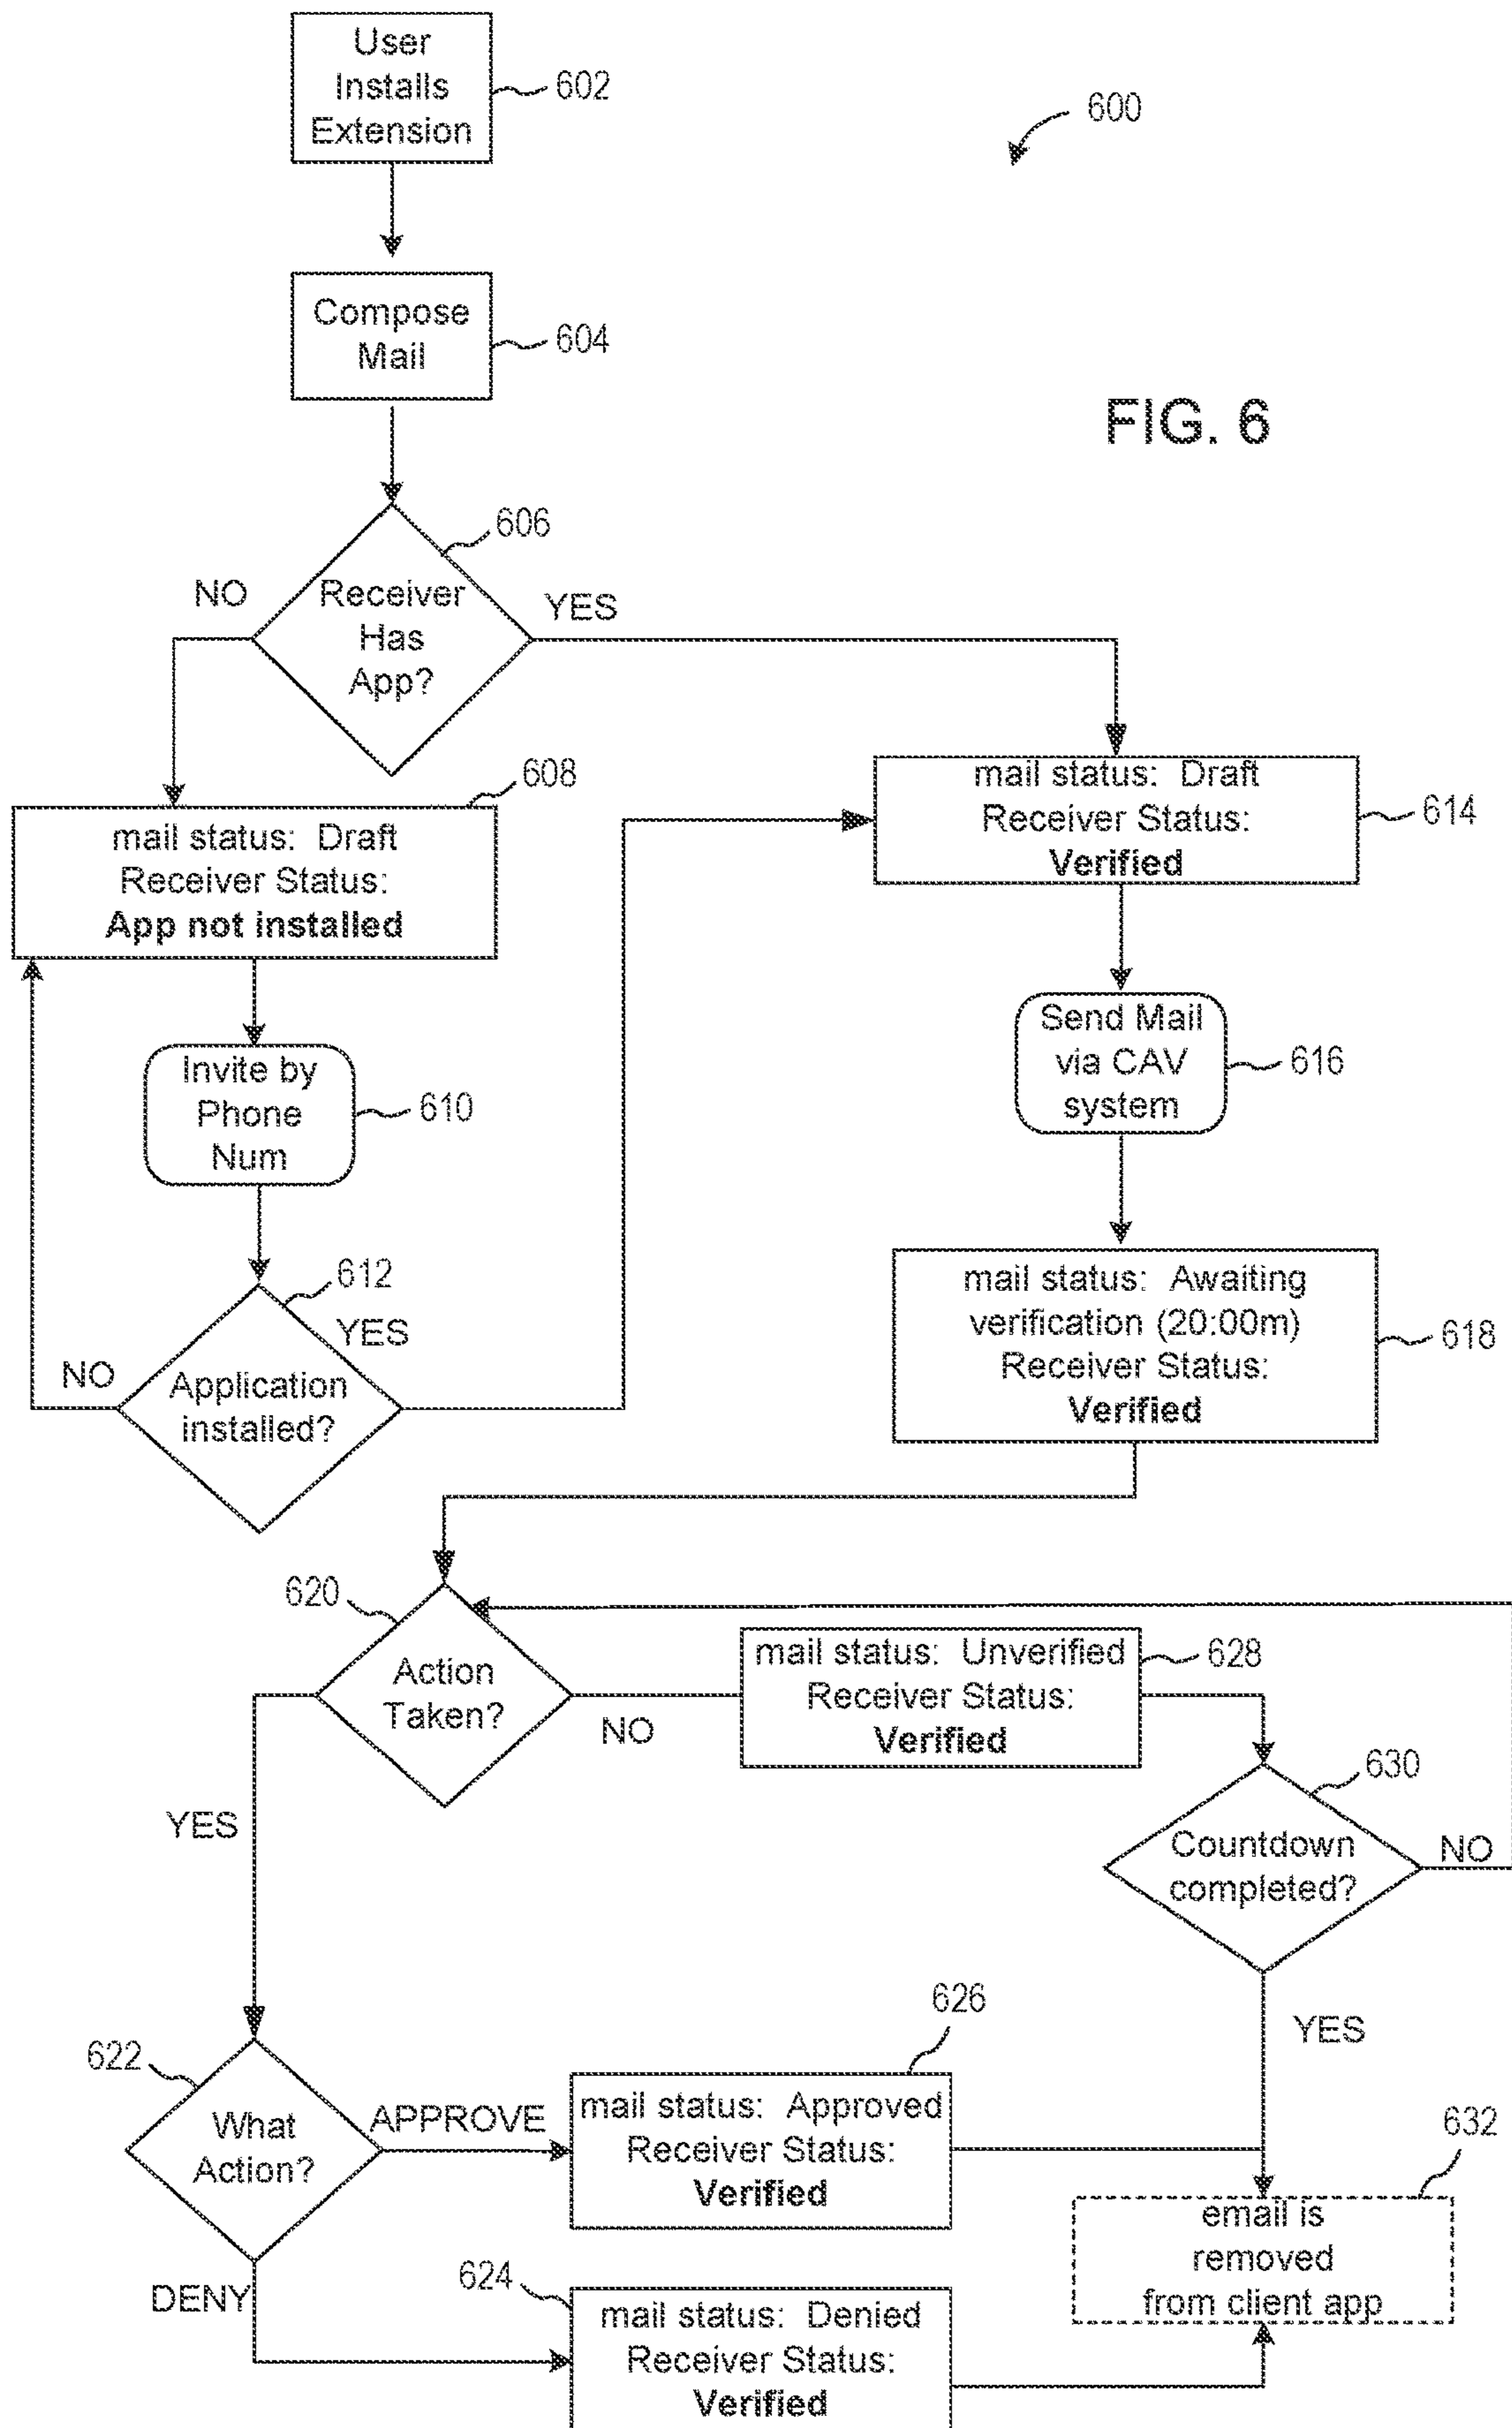 User
Installs
Extension
602
600
Compose
Mail
604
FIG. 6
606
NO
Receiver
Has
App?
YES
608
mail status: Draft
Receiver Status:
App not installed
mail status: Draft
Receiver Status:
Verified
614
Invite by
Phone
Num
610
Send Mail
via CAV
system
616
612
YES
NO
Application
installed?
mail status: Awaiting
verification (20:00m)
Receiver Status:
Verified
618
620
Action
Taken?
NO
YES
mail status: Unverified
Receiver Status:
Verified
628
630
Countdown
completed?
NO
YES
622
What
Action?
APPROVE
DENY
626
mail status: Approved
Receiver Status:
Verified
632
email is
removed
from client app
624
mail status: Denied
Receiver Status:
Verified